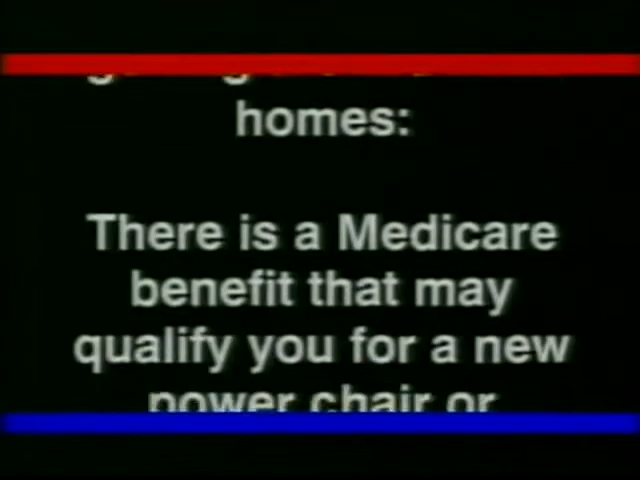 homes:
There is a Medicare
benefit that may
qualify you for a new
power chair or